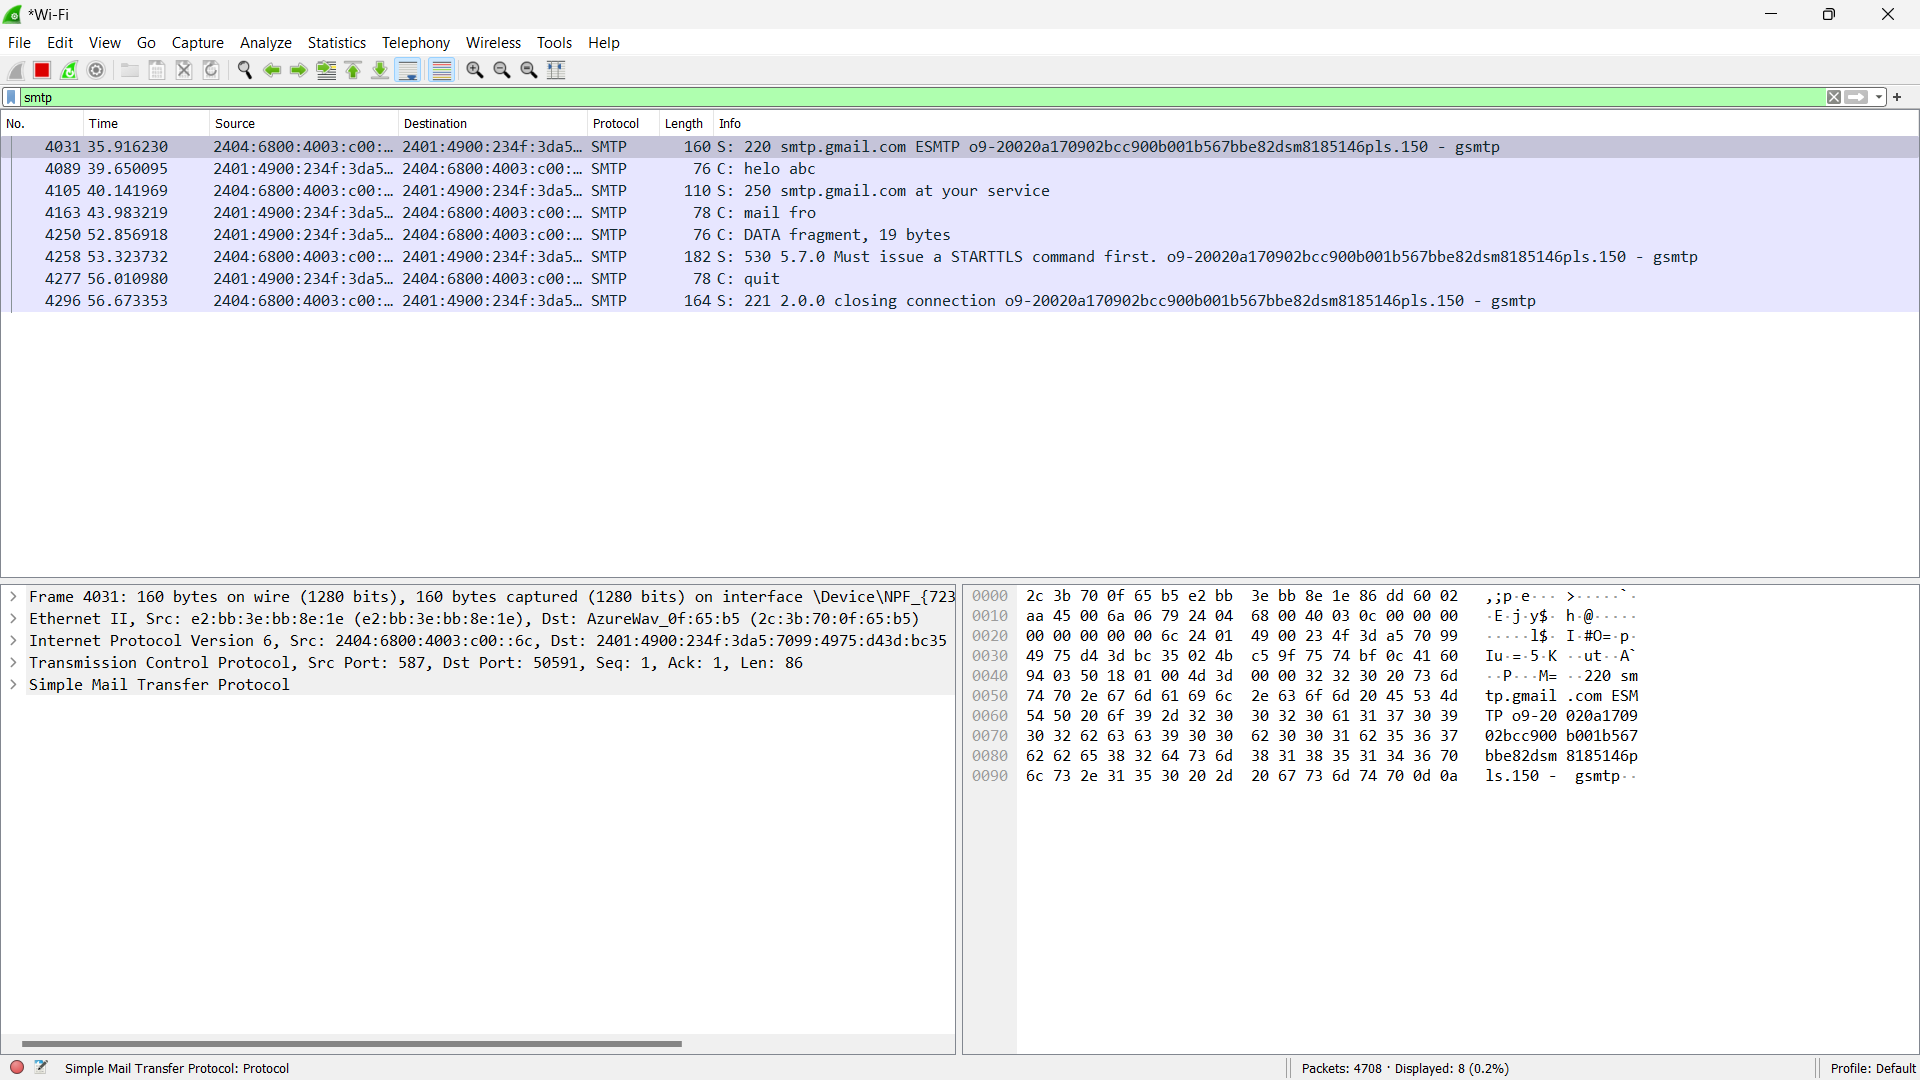 *Wi-Fi
File Edit View Go Capture Analyze Statistics Telephony Wireless Tools Help
smtp
No. Time Source Destination Protocol Length Info
4031 35.916230 2404:6800:4003:c00:… 2401:4900:234f:3da5… SMTP 160 S: 220 smtp.gmail.com ESMTP o9-20020a170902bcc900b001b567bbe82dsm8185146pls.150 - gsmtp
4089 39.650095 2401:4900:234f:3da5… 2404:6800:4003:c00:… SMTP 76 C: helo abc
4105 40.141969 2404:6800:4003:c00:… 2401:4900:234f:3da5… SMTP 110 S: 250 smtp.gmail.com at your service
4163 43.983219 2401:4900:234f:3da5… 2404:6800:4003:c00:… SMTP 78 C: mail fro
4250 52.856918 2401:4900:234f:3da5… 2404:6800:4003:c00:… SMTP 76 C: DATA fragment, 19 bytes
4258 53.323732 2404:6800:4003:c00:… 2401:4900:234f:3da5… SMTP 182 S: 530 5.7.0 Must issue a STARTTLS command first. o9-20020a170902bcc900b001b567bbe82dsm8185146pls.150 - gsmtp
4277 56.010980 2401:4900:234f:3da5… 2404:6800:4003:c00:… SMTP 78 C: quit
4296 56.673353 2404:6800:4003:c00:… 2401:4900:234f:3da5… SMTP 164 S: 221 2.0.0 closing connection o9-20020a170902bcc900b001b567bbe82dsm8185146pls.150 - gsmtp
Frame 4031: 160 bytes on wire (1280 bits), 160 bytes captured (1280 bits) on interface \Device\NPF_{723
Ethernet II, Src: e2:bb:3e:bb:8e:1e (e2:bb:3e:bb:8e:1e), Dst: AzureWav_0f:65:b5 (2c:3b:70:0f:65:b5)
Internet Protocol Version 6, Src: 2404:6800:4003:c00::6c, Dst: 2401:4900:234f:3da5:7099:4975:d43d:bc35
Transmission Control Protocol, Src Port: 587, Dst Port: 50591, Seq: 1, Ack: 1, Len: 86
Simple Mail Transfer Protocol
0000 2c 3b 70 0f 65 b5 e2 bb 3e bb 8e 1e 86 dd 60 02 ,;p·e··· >·····`·
0010 aa 45 00 6a 06 79 24 04 68 00 40 03 0c 00 00 00 ·E·j·y$· h·@·····
0020 00 00 00 00 00 6c 24 01 49 00 23 4f 3d a5 70 99 ·····l$· I·#O=·p·
0030 49 75 d4 3d bc 35 02 4b c5 9f 75 74 bf 0c 41 60 Iu·=·5·K ··ut··A`
0040 94 03 50 18 01 00 4d 3d 00 00 32 32 30 20 73 6d ··P···M= ··220 sm
0050 74 70 2e 67 6d 61 69 6c 2e 63 6f 6d 20 45 53 4d tp.gmail .com ESM
0060 54 50 20 6f 39 2d 32 30 30 32 30 61 31 37 30 39 TP o9-20 020a1709
0070 30 32 62 63 63 39 30 30 62 30 30 31 62 35 36 37 02bcc900 b001b567
0080 62 62 65 38 32 64 73 6d 38 31 38 35 31 34 36 70 bbe82dsm 8185146p
0090 6c 73 2e 31 35 30 20 2d 20 67 73 6d 74 70 0d 0a ls.150 - gsmtp··
Simple Mail Transfer Protocol: Protocol
Packets: 4708 · Displayed: 8 (0.2%)
Profile: Default